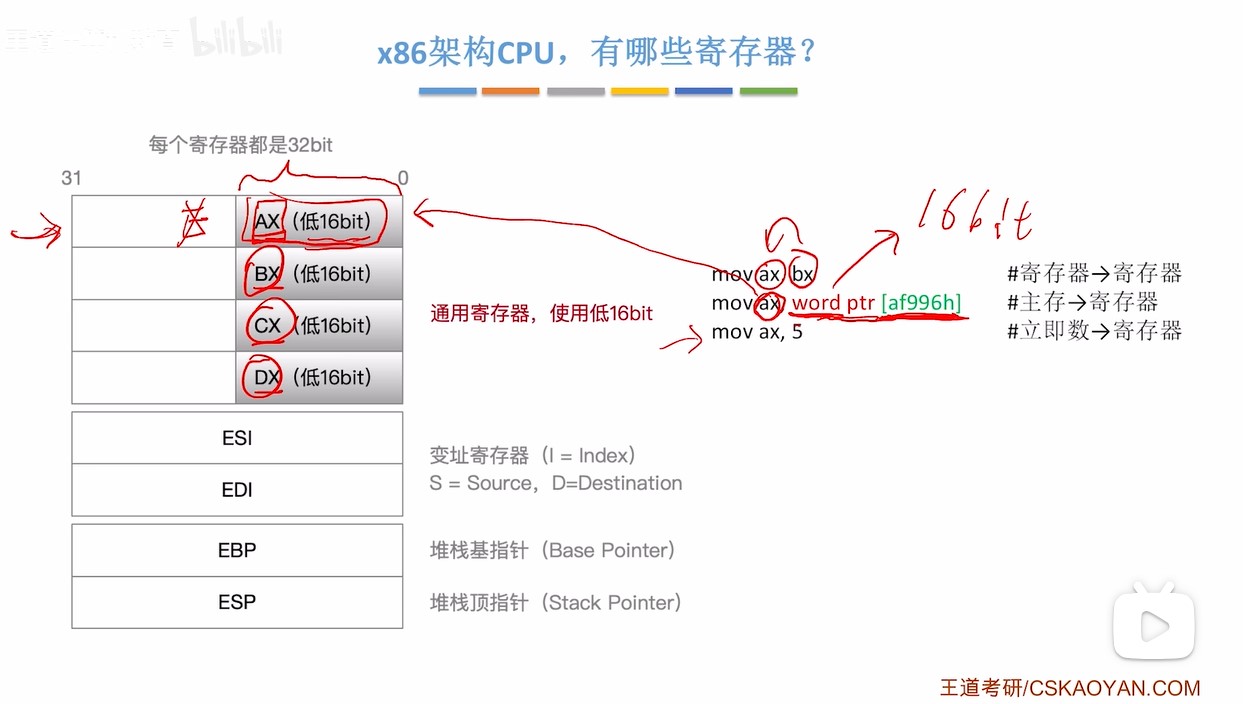 bilibili
x86架构CPU，有哪些寄存器？
每个寄存器都是32bit
31 0
AX（低16bit）
BX（低16bit）
CX（低16bit）
DX（低16bit）
通用寄存器，使用低16bit
16bit
mov ax, bx #寄存器→寄存器
mov ax, word ptr [af996h] #主存→寄存器
mov ax, 5 #立即数→寄存器
ESI
EDI
变址寄存器（I = Index）
S = Source，D=Destination
EBP
堆栈基指针（Base Pointer）
ESP
堆栈顶指针（Stack Pointer）
王道考研/CSKAOYAN.COM